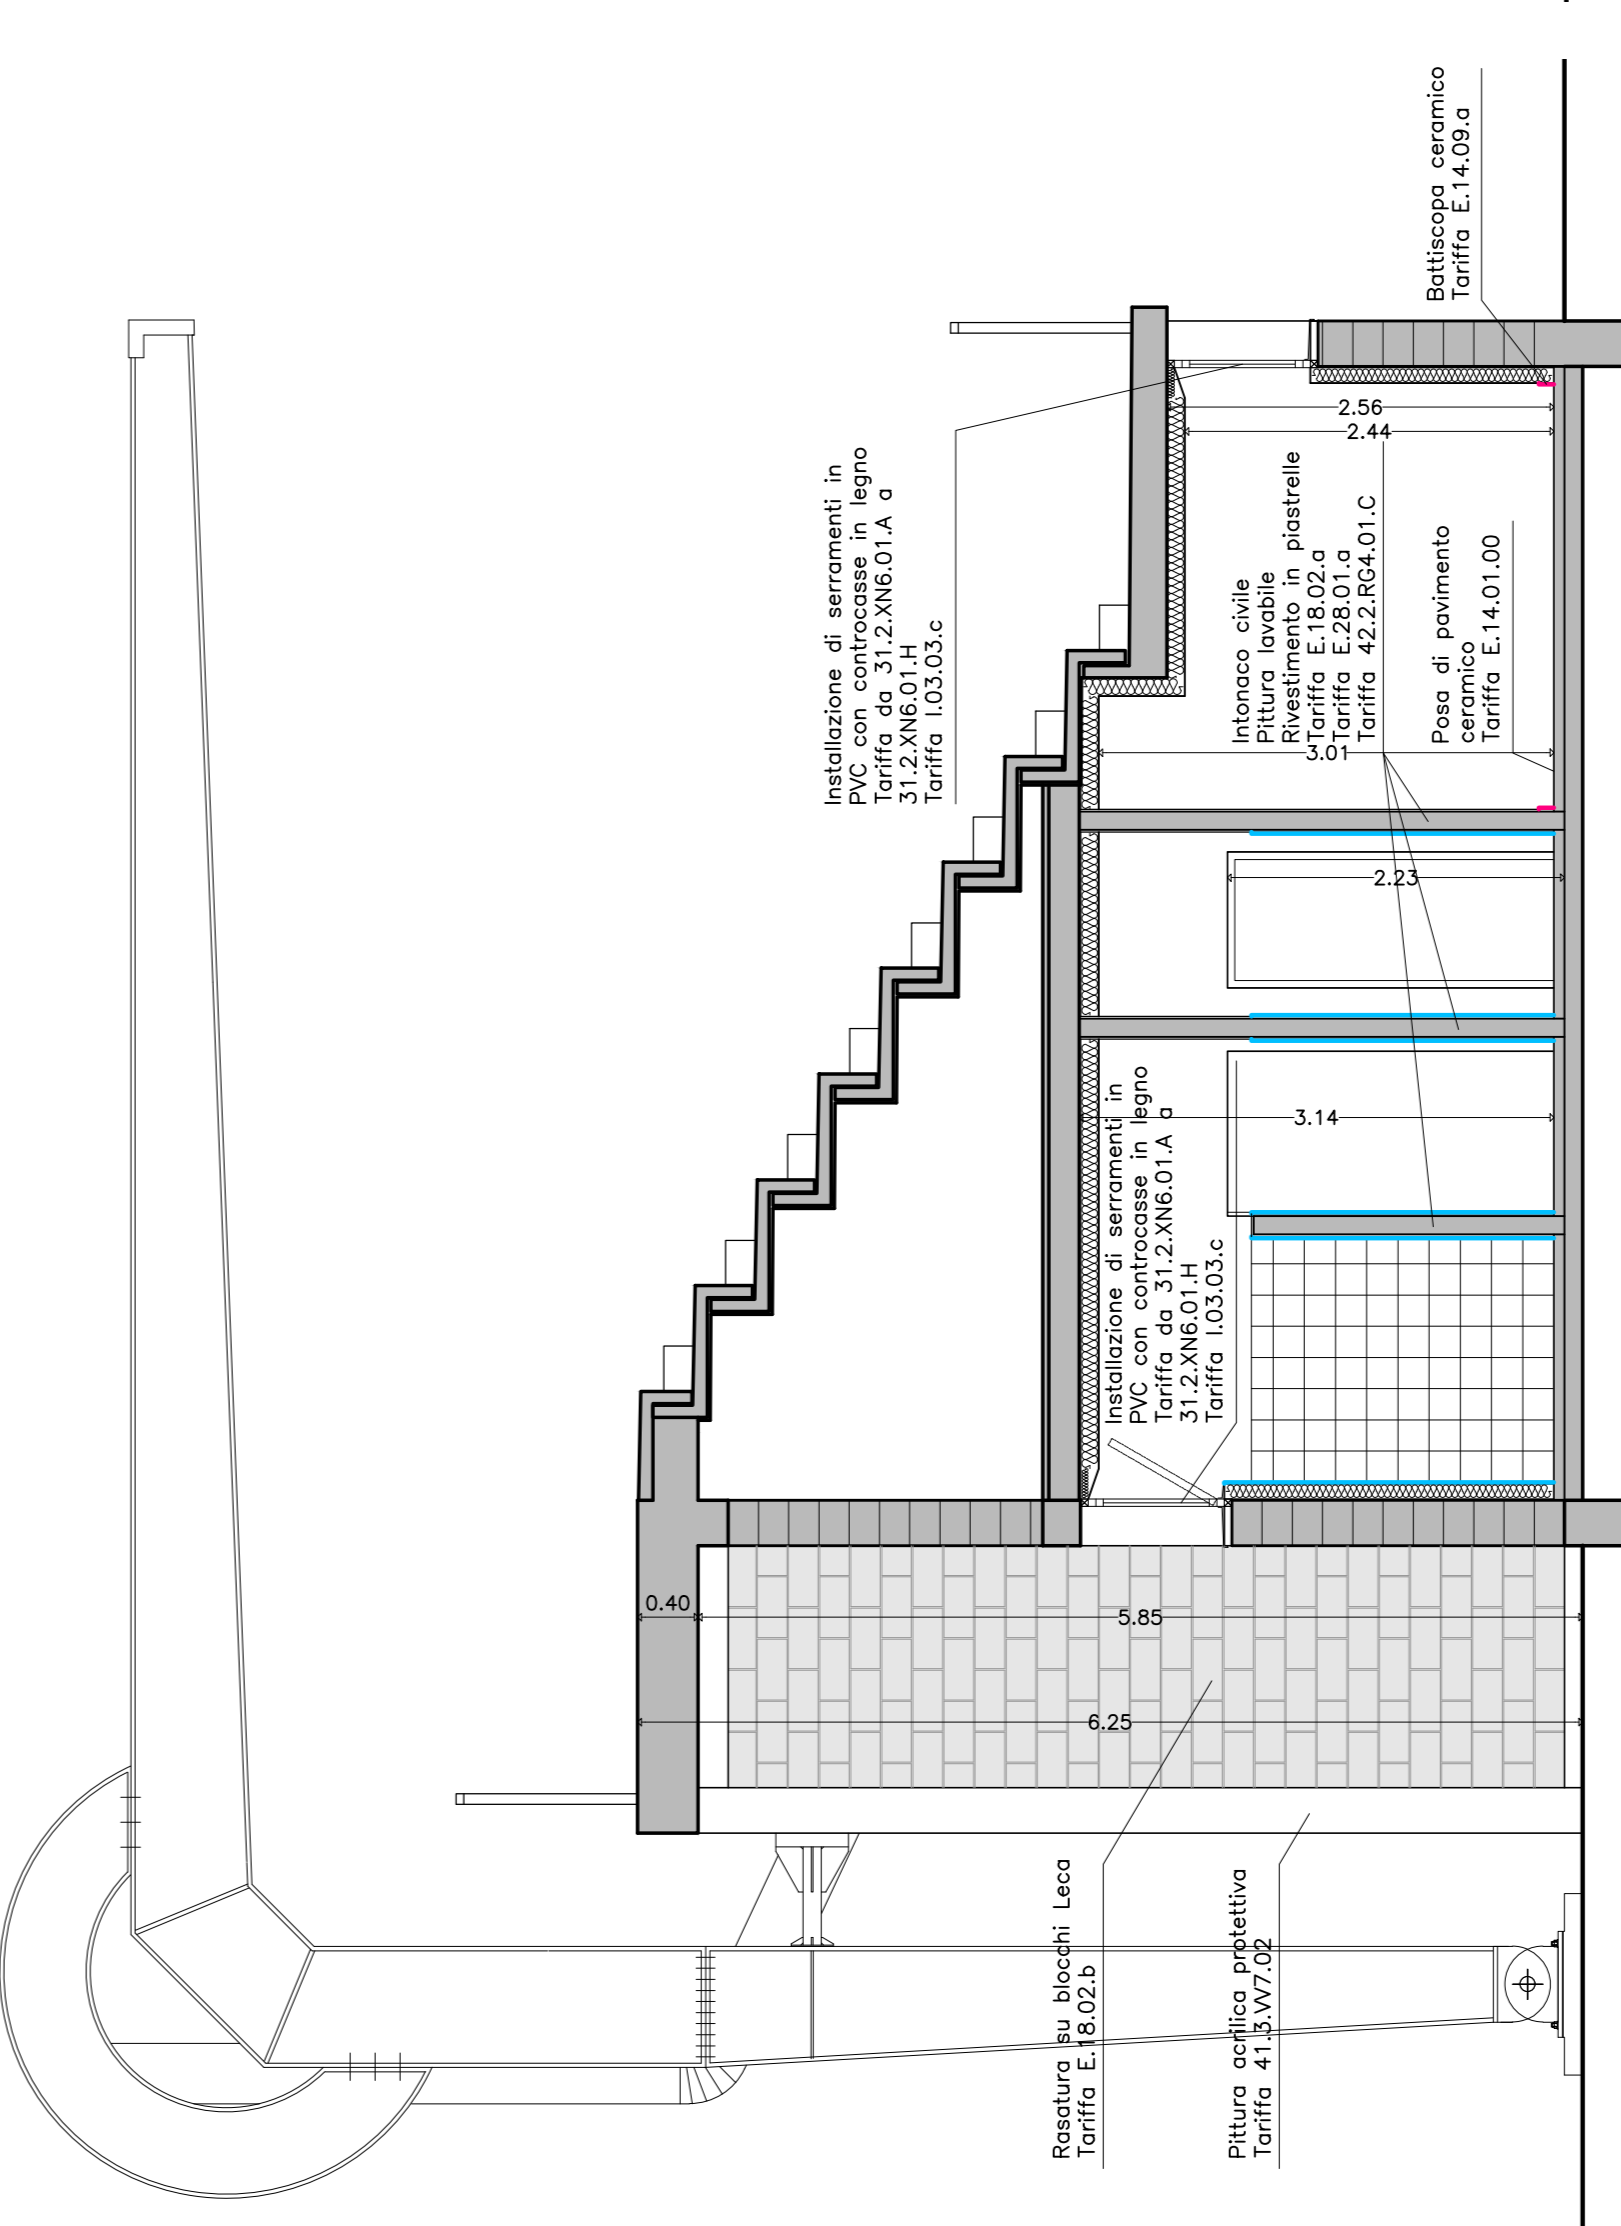 Installazione di serramenti in
PVC con controcasse in legno
Tariffa da 31.2.XN6.01.A a
31.2.XN6.01.H
Tariffa I.03.03.c
Battiscopa ceramico
Tariffa E.14.09.a
2.56
2.44
Intonaco civile
Pittura lavabile
Rivestimento in piastrelle
Tariffa E.18.02.a
Tariffa E.28.01.a
Tariffa 42.2.RG4.01.C
Posa di pavimento
ceramico
Tariffa E.14.01.00
3.01
2.23
3.14
Installazione di serramenti in
PVC con controcasse in legno
Tariffa da 31.2.XN6.01.A a
31.2.XN6.01.H
Tariffa I.03.03.c
0.40
5.85
6.25
Rasatura su blocchi Leca
Tariffa E.18.02.b
Pittura acrilica protettiva
Tariffa 41.3.VV7.02